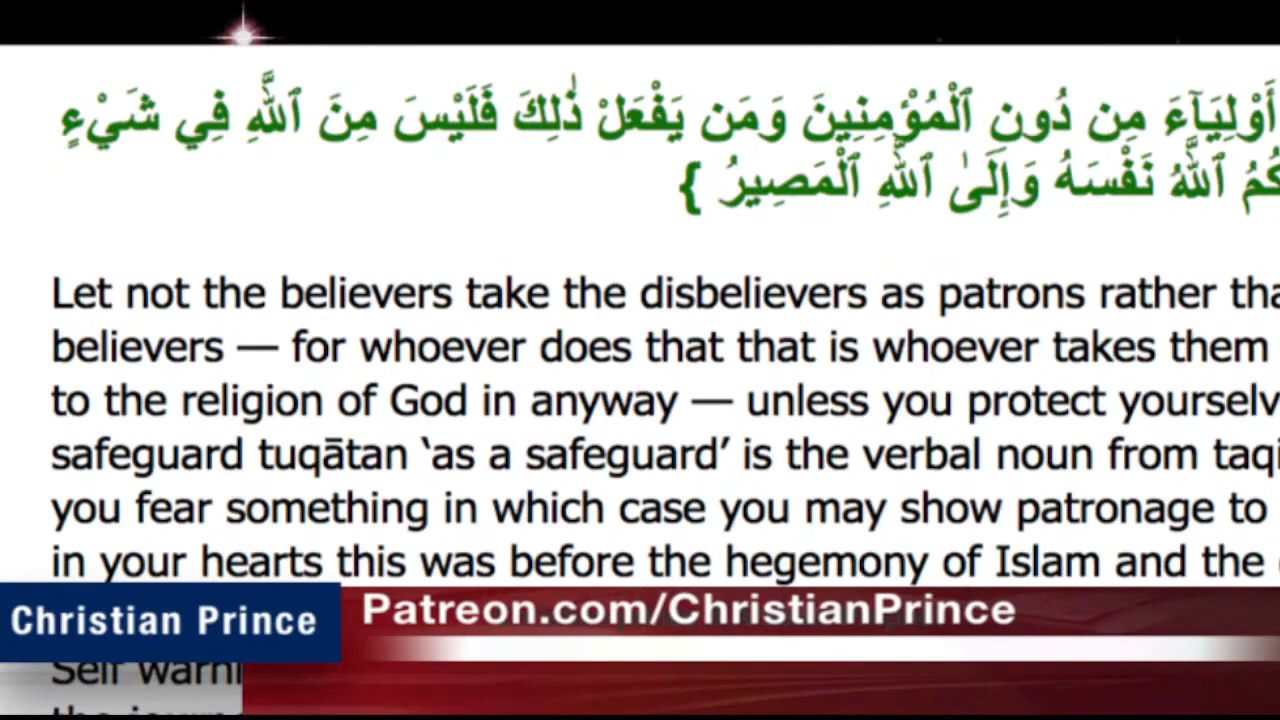 أَوْلِيَآءَ مِن دُونِ ٱلْمُؤْمِنِينَ وَمَن يَفْعَلْ ذٰلِكَ فَلَيْسَ مِنَ ٱللَّهِ فِي شَيْءٍ
كُمُ ٱللَّهُ نَفْسَهُ وَإِلَىٰ ٱللَّهِ ٱلْمَصِيرُ }
Let not the believers take the disbelievers as patrons rather tha
believers — for whoever does that that is whoever takes them
to the religion of God in anyway — unless you protect yourselv
safeguard tuqātan ‘as a safeguard’ is the verbal noun from taqi
you fear something in which case you may show patronage to
in your hearts this was before the hegemony of Islam and the
Christian Prince
Patreon.com/ChristianPrince
Self warni